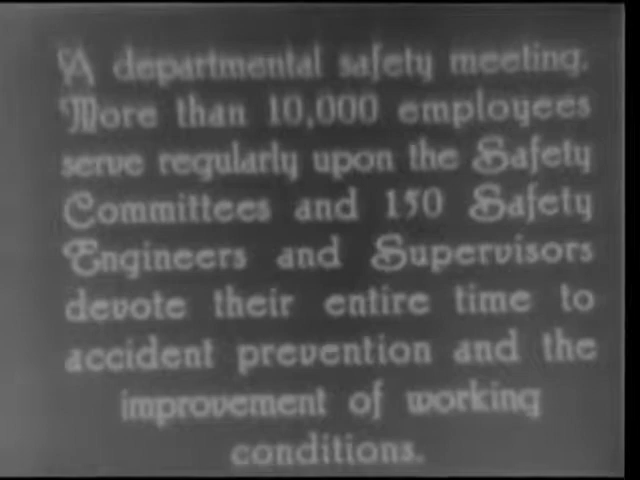 A departmental safety meeting.
More than 10,000 employees
serve regularly upon the Safety
Committees and 150 Safety
Engineers and Supervisors
devote their entire time to
accident prevention and the
improvement of working
conditions.